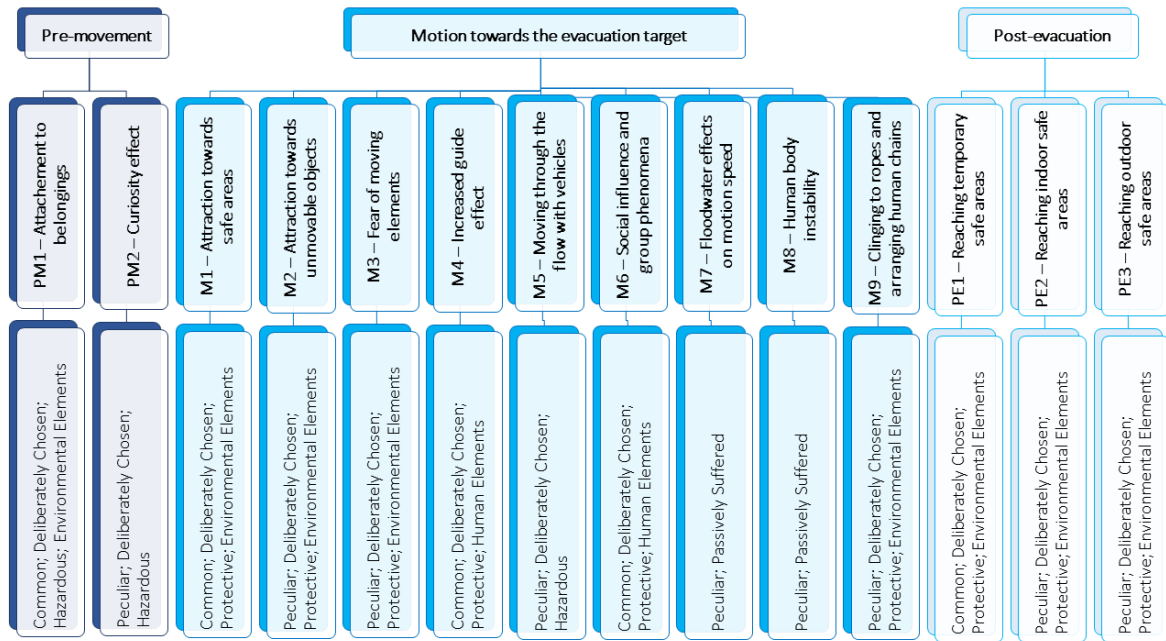 Pre-movement
Motion towards the evacuation target
Post-evacuation
PM1 – Attachement to
belongings
PM2 – Curiosity effect
M1 – Attraction towards
safe areas
M2 – Attraction towards
unmovable objects
M3 – Fear of moving
elements
M4 – Increased guide
effect
M5 – Moving through the
flow with vehicles
M6 – Social influence and
group phenomena
M7 – Floodwater effects
on motion speed
M8 – Human body
instability
M9 – Clinging to ropes and
arranging human chains
PE1 – Reaching temporary
safe areas
PE2 – Reaching indoor safe
areas
PE3 – Reaching outdoor
safe areas
Common; Deliberately Chosen;
Hazardous; Environmental Elements
Peculiar; Deliberately Chosen;
Hazardous
Common; Deliberately Chosen;
Protective; Environmental Elements
Peculiar; Deliberately Chosen;
Protective; Environmental Elements
Peculiar; Deliberately Chosen;
Protective; Environmental Elements
Common; Deliberately Chosen;
Protective; Human Elements
Peculiar; Deliberately Chosen;
Hazardous
Common; Deliberately Chosen;
Protective; Human Elements
Peculiar; Passively Suffered
Peculiar; Passively Suffered
Peculiar; Deliberately Chosen;
Protective; Environmental Elements
Common; Deliberately Chosen;
Protective; Environmental Elements
Peculiar; Deliberately Chosen;
Protective; Environmental Elements
Peculiar; Deliberately Chosen;
Protective; Environmental Elements